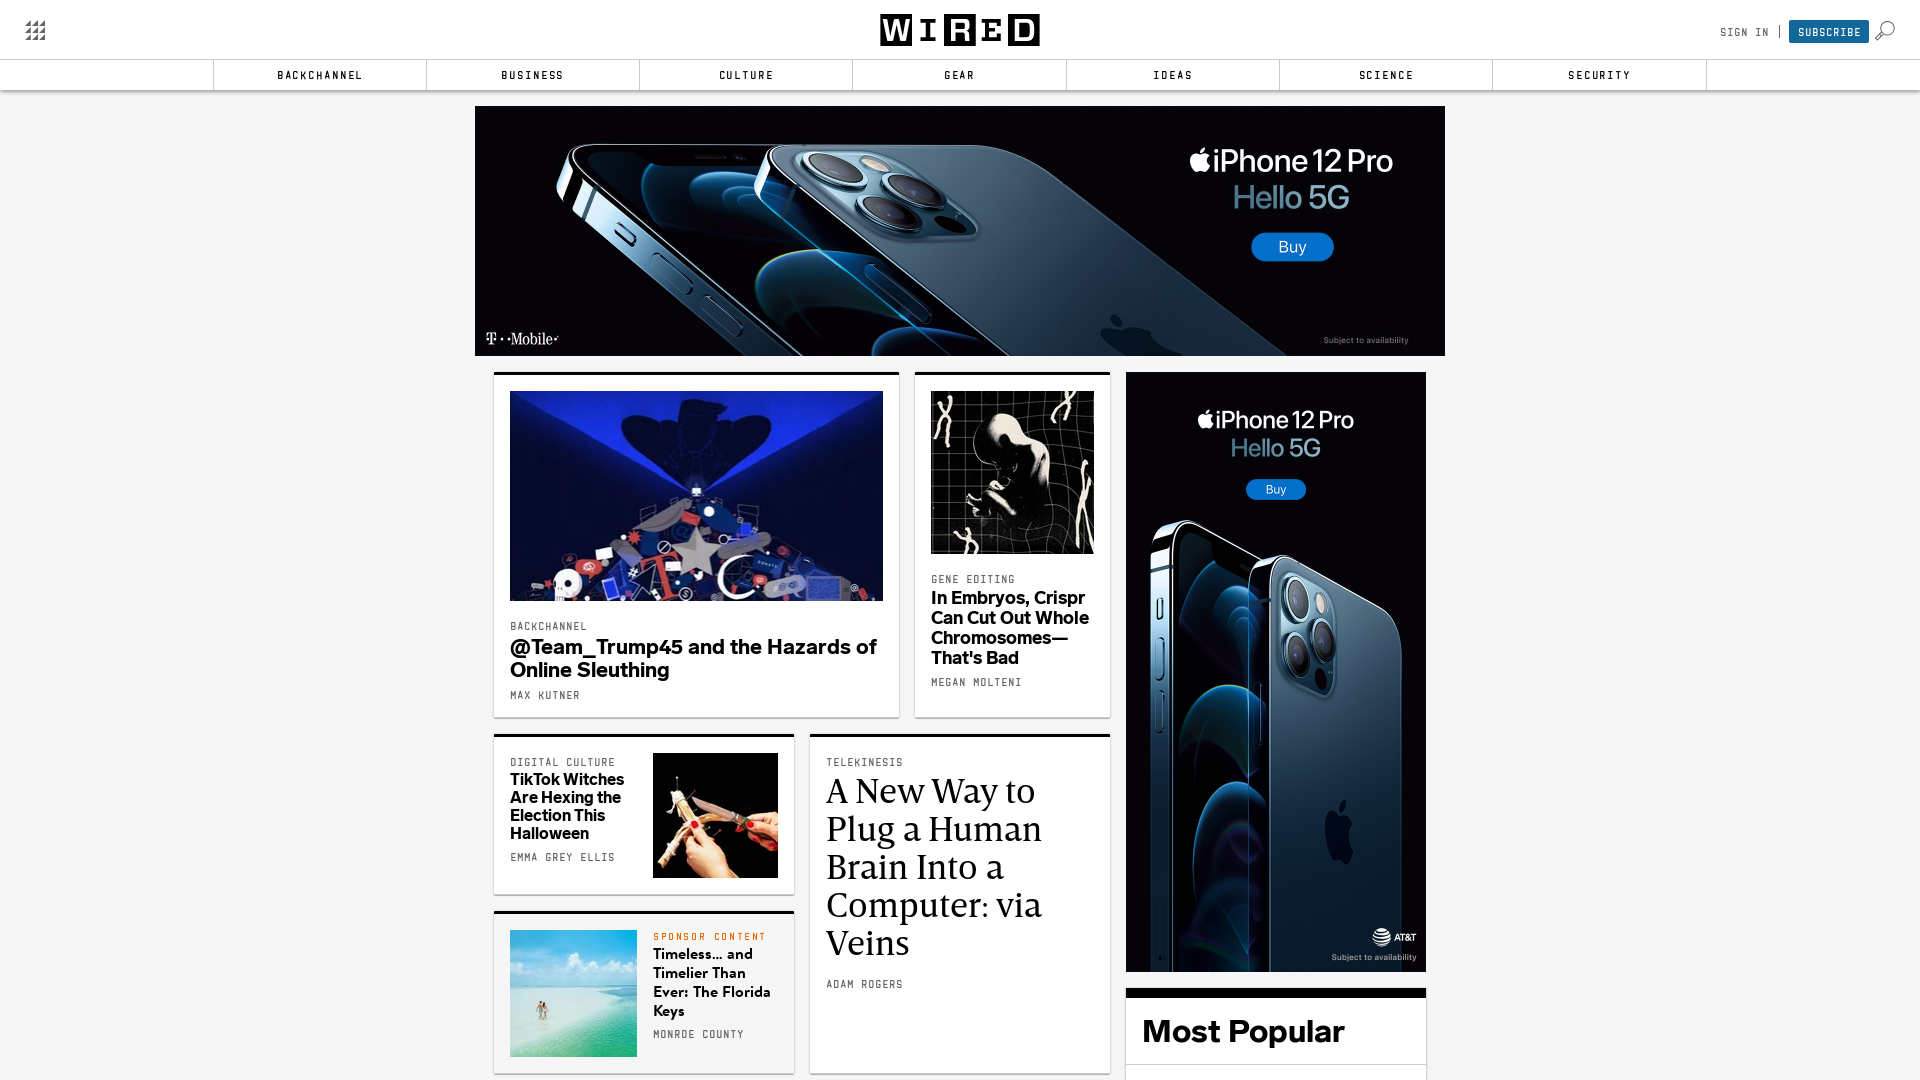 WIRED
SIGN IN
SUBSCRIBE
BACKCHANNEL
BUSINESS
CULTURE
GEAR
IDEAS
SCIENCE
SECURITY
iPhone 12 Pro
Hello 5G
Buy
T··Mobile·
Subject to availability
BACKCHANNEL
@Team_Trump45 and the Hazards of
Online Sleuthing
MAX KUTNER
GENE EDITING
In Embryos, Crispr
Can Cut Out Whole
Chromosomes—
That's Bad
MEGAN MOLTENI
iPhone 12 Pro
Hello 5G
Buy
AT&T
Subject to availability
DIGITAL CULTURE
TikTok Witches
Are Hexing the
Election This
Halloween
EMMA GREY ELLIS
TELEKINESIS
A New Way to
Plug a Human
Brain Into a
Computer: via
Veins
ADAM ROGERS
SPONSOR CONTENT
Timeless... and
Timelier Than
Ever: The Florida
Keys
MONROE COUNTY
Most Popular